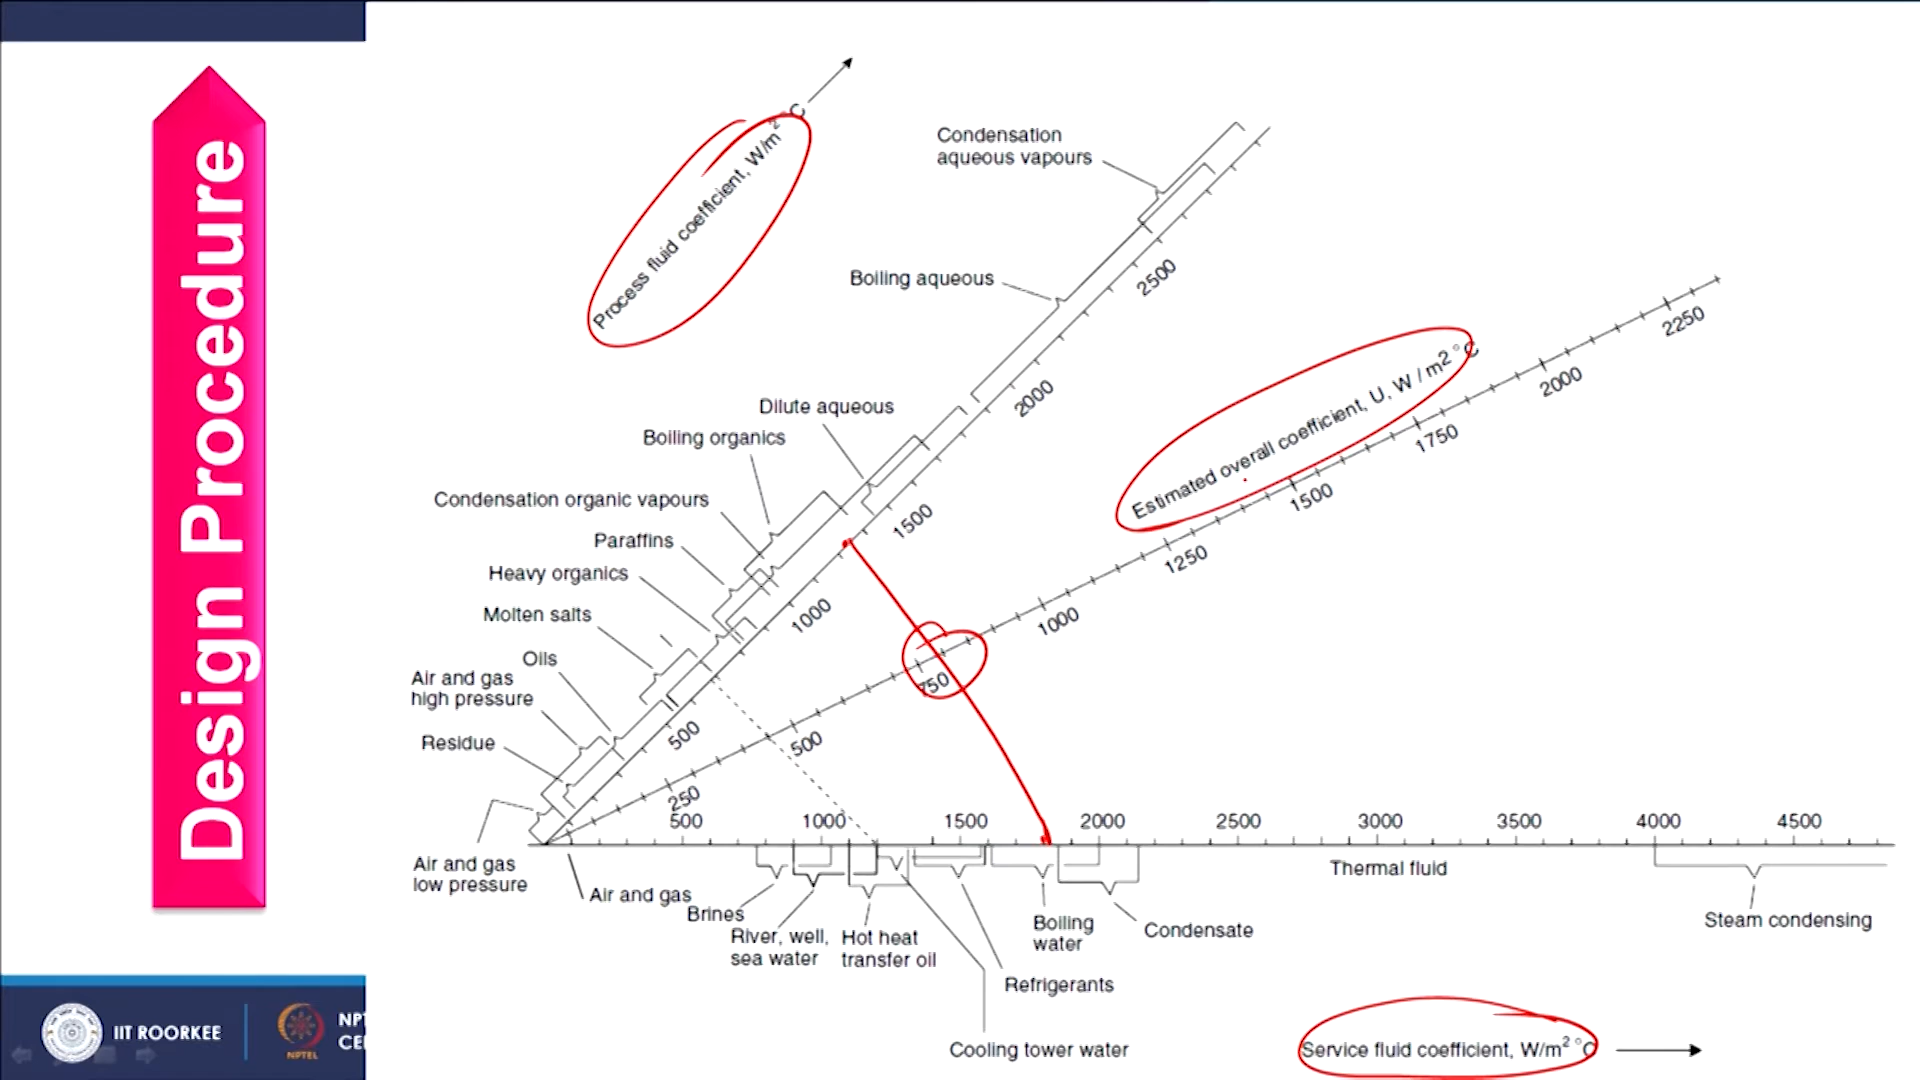 Design Procedure
Process fluid coefficient, W/m² °C
Condensation
aqueous vapours
Boiling aqueous
Dilute aqueous
Boiling organics
Condensation organic vapours
Paraffins
Heavy organics
Molten salts
Oils
Air and gas
high pressure
Residue
Air and gas
low pressure
500
1000
1500
2000
2500
Estimated overall coefficient, U, W / m² °C
250
500
750
1000
1250
1500
1750
2000
2250
500 1000 1500 2000 2500 3000 3500 4000 4500
Thermal fluid
Air and gas
Brines
River, well,
sea water
Hot heat
transfer oil
Boiling
water
Condensate
Refrigerants
Cooling tower water
Steam condensing
Service fluid coefficient, W/m² °C
IIT ROORKEE
NPTEL